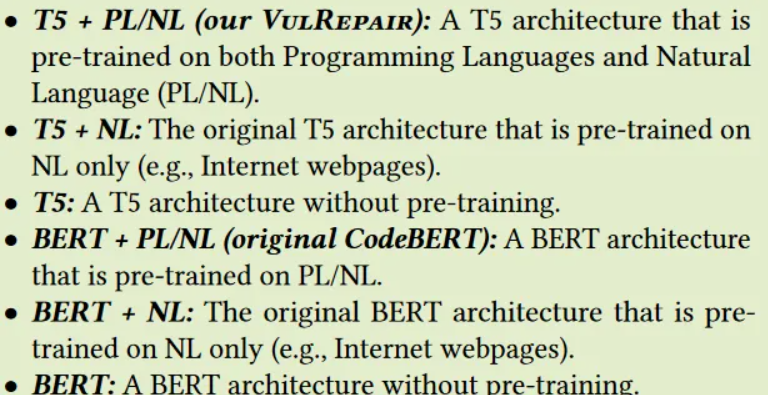 • T5 + PL/NL (our VulRepair): A T5 architecture that is
pre-trained on both Programming Languages and Natural
Language (PL/NL).
• T5 + NL: The original T5 architecture that is pre-trained on
NL only (e.g., Internet webpages).
• T5: A T5 architecture without pre-training.
• BERT + PL/NL (original CodeBERT): A BERT architecture
that is pre-trained on PL/NL.
• BERT + NL: The original BERT architecture that is pre-
trained on NL only (e.g., Internet webpages).
• BERT: A BERT architecture without pre-training.